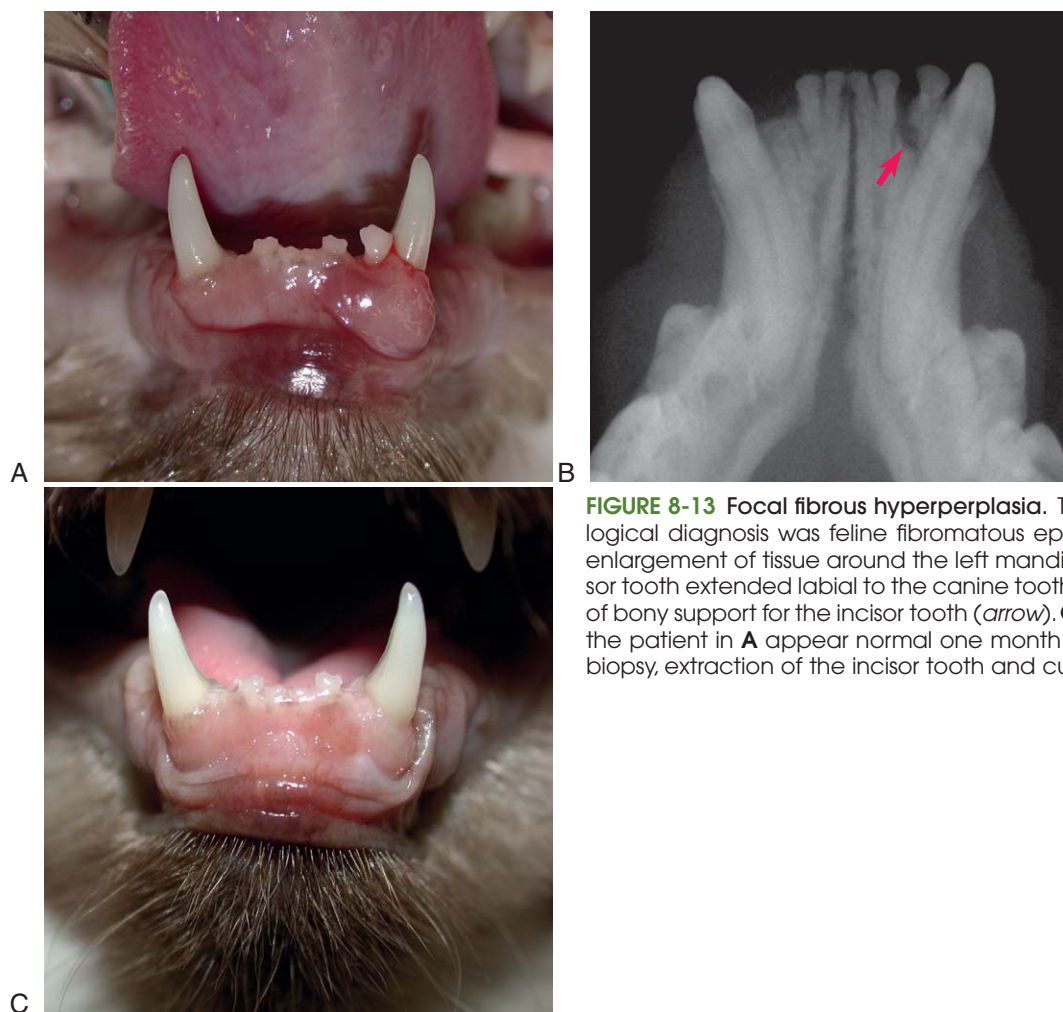 A
B
FIGURE 8-13 Focal fibrous hyperperplasia.
logical diagnosis was feline fibromatous
enlargement of tissue around the left
sor tooth extended labial to the canine tooth
of bony support for the incisor tooth (arrow).
the patient in A appear normal one month
biopsy, extraction of the incisor tooth and
C